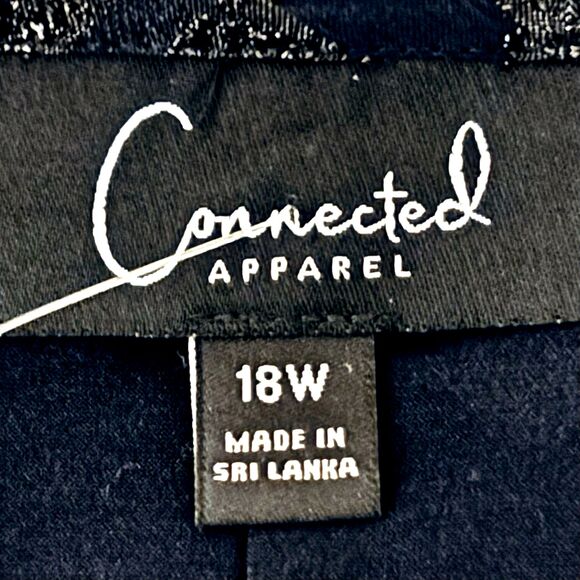 Connected
APPAREL
18W
MADE IN
SRI LANKA